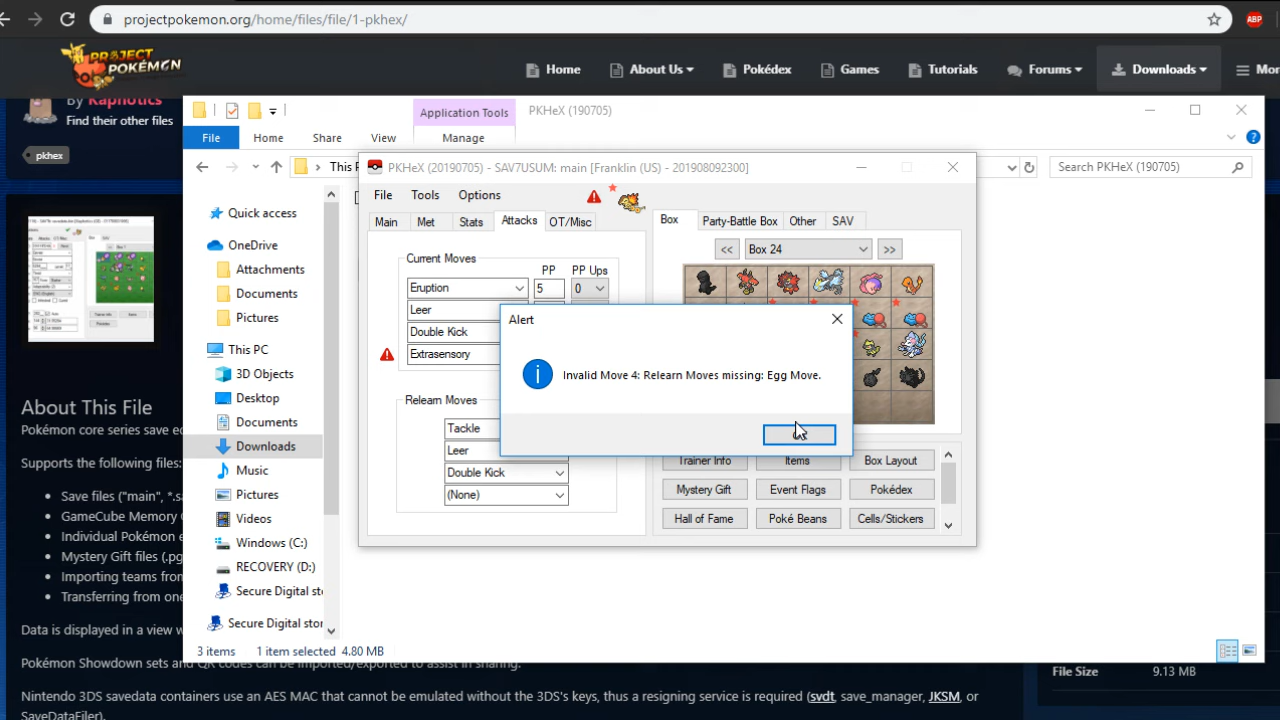 projectpokemon.org/home/files/file/1-pkhex/
ABP
PROJECT
POKÉMON
Home
About Us
Pokédex
Games
Tutorials
Forums
Downloads
Mor
By Kaphotics
Find their other files
pkhex
Application Tools
PKHeX (190705)
File
Home
Share
View
Manage
This P
Search PKHeX (190705)
Quick access
OneDrive
Attachments
Documents
Pictures
This PC
3D Objects
Desktop
Documents
Downloads
Music
Pictures
Videos
Windows (C:)
RECOVERY (D:)
Secure Digital sto
Secure Digital storag
3 items
1 item selected 4.80 MB
PKHeX (20190705) - SAV7USUM: main [Franklin (US) - 201908092300]
File
Tools
Options
Main
Met
Stats
Attacks
OT/Misc
Box
Party-Battle Box
Other
SAV
Current Moves
PP
PP Ups
Eruption
5
0
Leer
Double Kick
Extrasensory
Relearn Moves
Tackle
Leer
Double Kick
(None)
<<
Box 24
>>
Alert
Invalid Move 4: Relearn Moves missing: Egg Move.
Trainer Info
Items
Box Layout
Mystery Gift
Event Flags
Pokédex
Hall of Fame
Poké Beans
Cells/Stickers
About This File
Pokémon core series save ed
Supports the following files:
Save files ("main", *.sa
GameCube Memory C
Individual Pokémon e
Mystery Gift files (.pg
Importing teams from
Transferring from one
Data is displayed in a view w
Pokémon Showdown sets and QR codes can be imported/exported to assist in sharing.
Nintendo 3DS savedata containers use an AES MAC that cannot be emulated without the 3DS's keys, thus a resigning service is required (svdt, save_manager, JKSM, or
SaveDataFiler).
File Size
9.13 MB